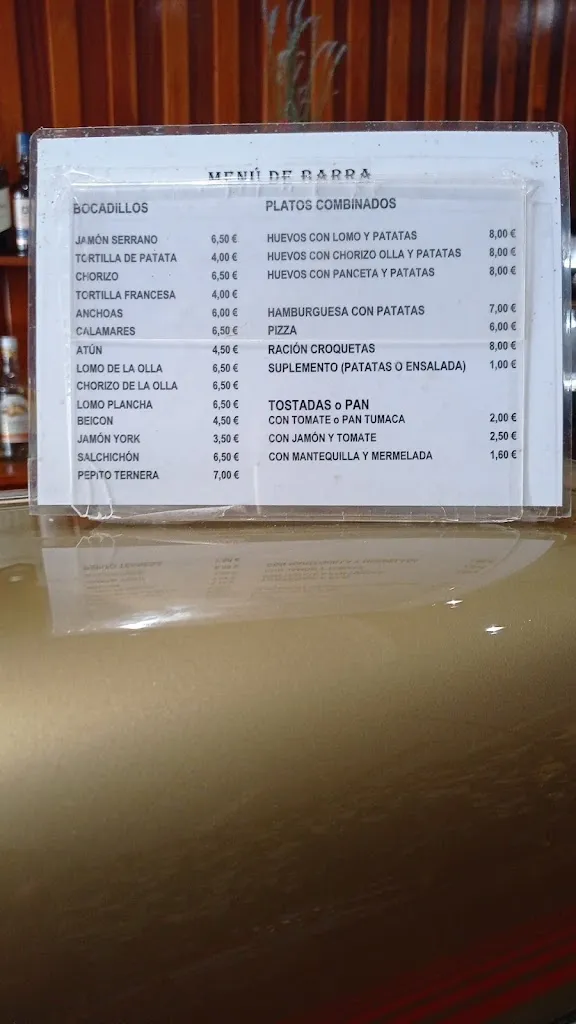 MENÚ DE BARRA
BOCADILLOS
JAMÓN SERRANO 6,50 €
TORTILLA DE PATATA 4,00 €
CHORIZO 6,50 €
TORTILLA FRANCESA 4,00 €
ANCHOAS 6,00 €
CALAMARES 6,50 €
ATÚN 4,50 €
LOMO DE LA OLLA 6,50 €
CHORIZO DE LA OLLA 6,50 €
LOMO PLANCHA 6,50 €
BEICON 4,50 €
JAMÓN YORK 3,50 €
SALCHICHÓN 6,50 €
PEPITO TERNERA 7,00 €
PLATOS COMBINADOS
HUEVOS CON LOMO Y PATATAS 8,00 €
HUEVOS CON CHORIZO OLLA Y PATATAS 8,00 €
HUEVOS CON PANCETA Y PATATAS 8,00 €
HAMBURGUESA CON PATATAS 7,00 €
PIZZA 6,00 €
RACIÓN CROQUETAS 8,00 €
SUPLEMENTO (PATATAS O ENSALADA) 1,00 €
TOSTADAS o PAN
CON TOMATE o PAN TUMACA 2,00 €
CON JAMÓN Y TOMATE 2,50 €
CON MANTEQUILLA Y MERMELADA 1,60 €